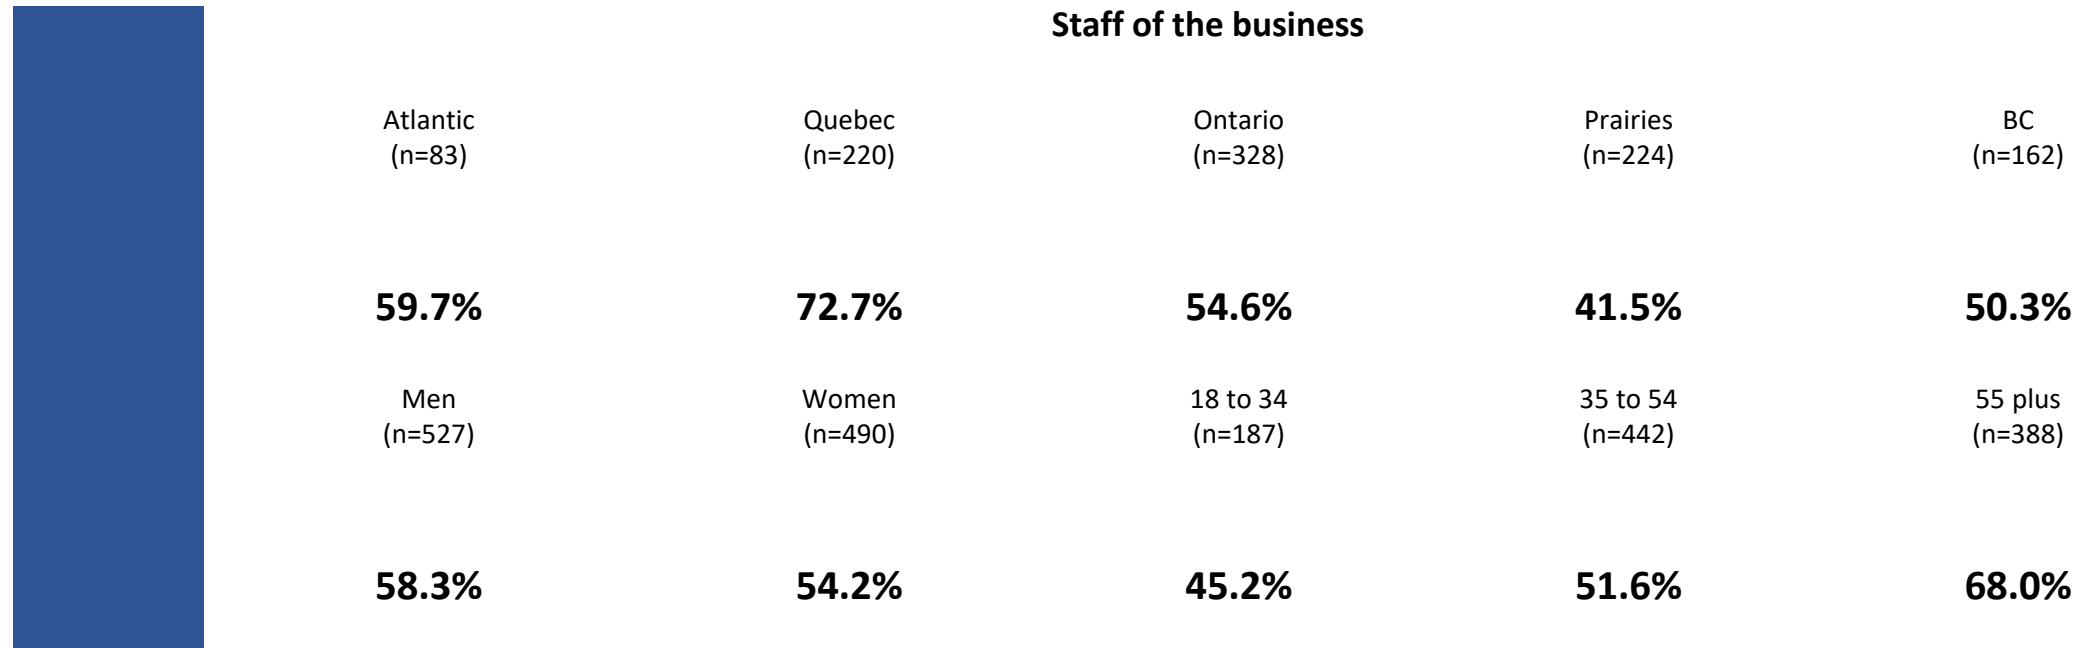 Staff of the business
Atlantic Quebec Ontario Prairies BC
(n=83) (n=220) (n=328) (n=224) (n=162)
59.7% 72.7% 54.6% 41.5% 50.3%
Men Women 18 to 34 35 to 54 55 plus
(n=527) (n=490) (n=187) (n=442) (n=388)
58.3% 54.2% 45.2% 51.6% 68.0%